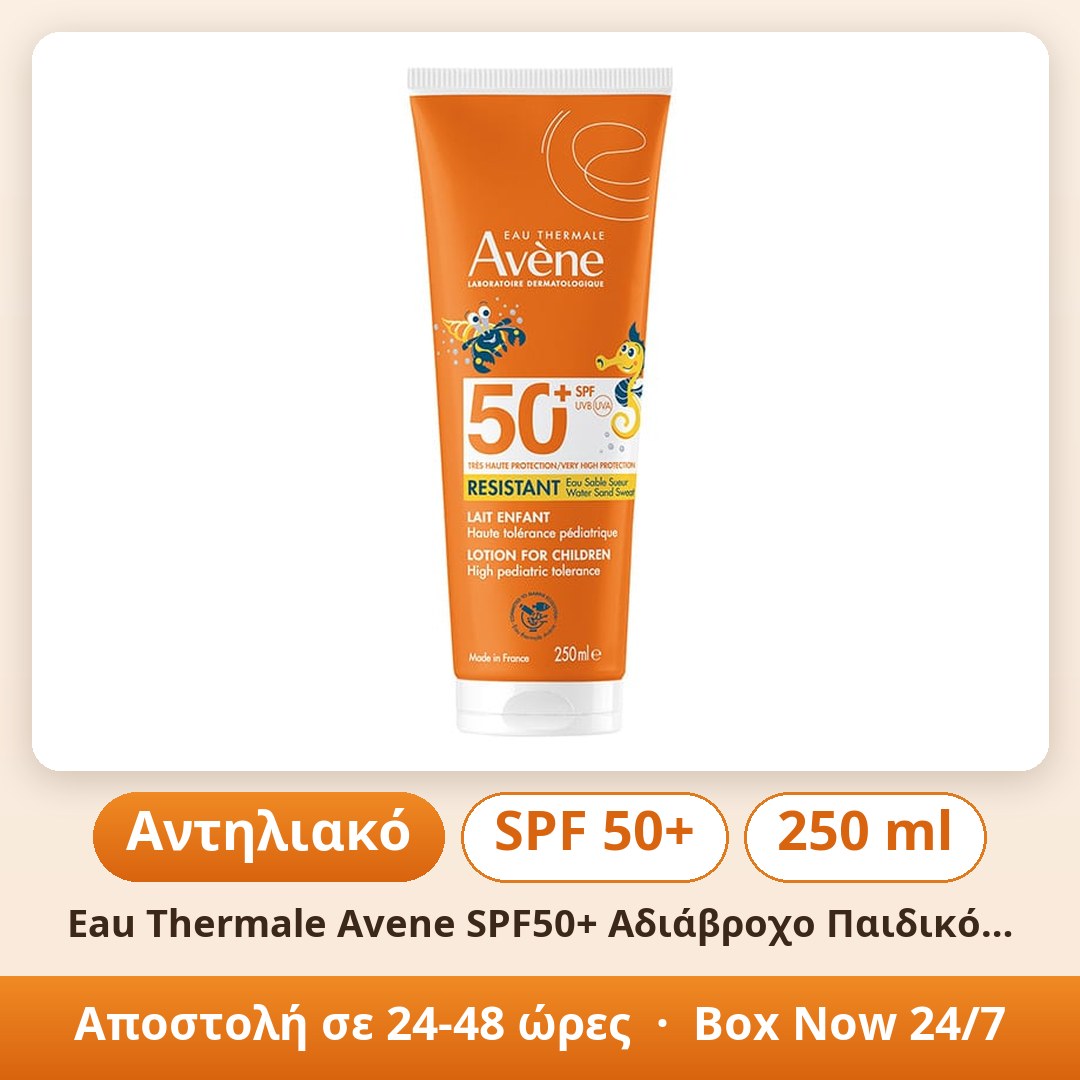 EAU THERMALE
Avène
LABORATOIRE DERMATOLOGIQUE
50+ SPF
UVB UVA
TRÈS HAUTE PROTECTION/VERY HIGH PROTECTION
RESISTANT Eau Sable Sueur
Water Sand Sweat
LAIT ENFANT
Haute tolérance pédiatrique
LOTION FOR CHILDREN
High pediatric tolerance
Made in France 250 ml e
Αντηλιακό SPF 50+ 250 ml
Eau Thermale Avene SPF50+ Αδιάβροχο Παιδικό...
Αποστολή σε 24-48 ώρες · Box Now 24/7